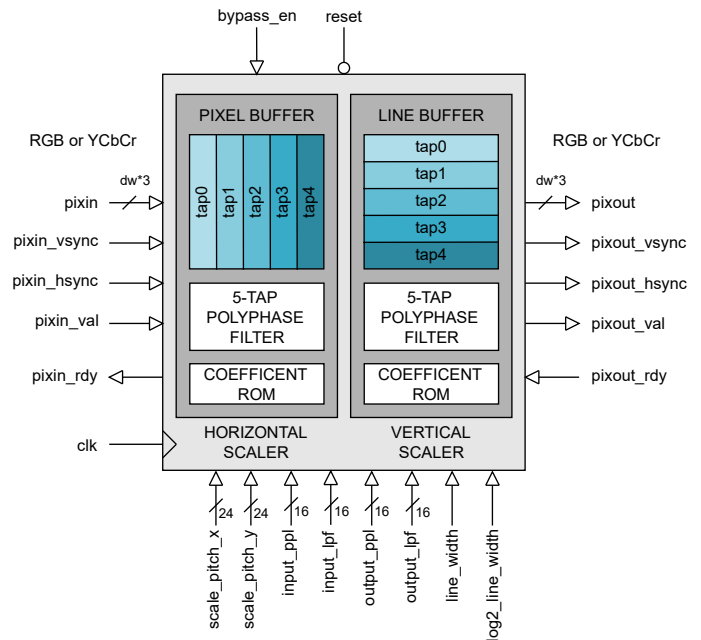 bypass_en
reset
PIXEL BUFFER
LINE BUFFER
RGB or YCbCr
RGB or YCbCr
tap0
tap1
tap2
tap3
tap4
tap0
tap1
tap2
tap3
tap4
dw*3
pixin
pixin_vsync
pixin_hsync
pixin_val
pixin_rdy
clk
dw*3
pixout
pixout_vsync
pixout_hsync
pixout_val
pixout_rdy
5-TAP
POLYPHASE
FILTER
COEFFICENT
ROM
HORIZONTAL
SCALER
5-TAP
POLYPHASE
FILTER
COEFFICENT
ROM
VERTICAL
SCALER
24
24
16
16
16
16
scale_pitch_x
scale_pitch_y
input_ppl
input_lpf
output_ppl
output_lpf
line_width
log2_line_width